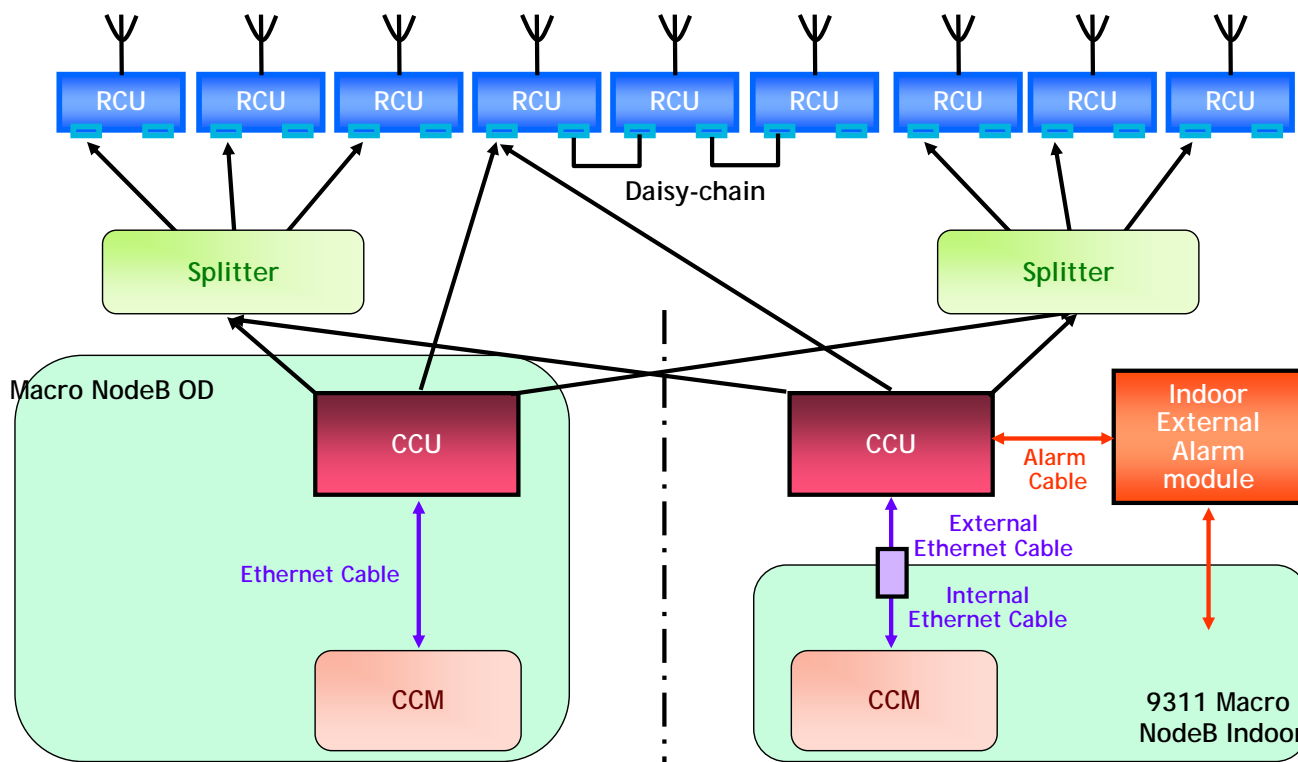 RCU RCU RCU RCU RCU RCU RCU RCU RCU
Daisy-chain
Splitter
Splitter
Macro NodeB OD
CCU
CCU
Alarm
Cable
Indoor
External
Alarm
module
Ethernet Cable
External
Ethernet Cable
Internal
Ethernet Cable
CCM
CCM
9311 Macro
NodeB Indoor